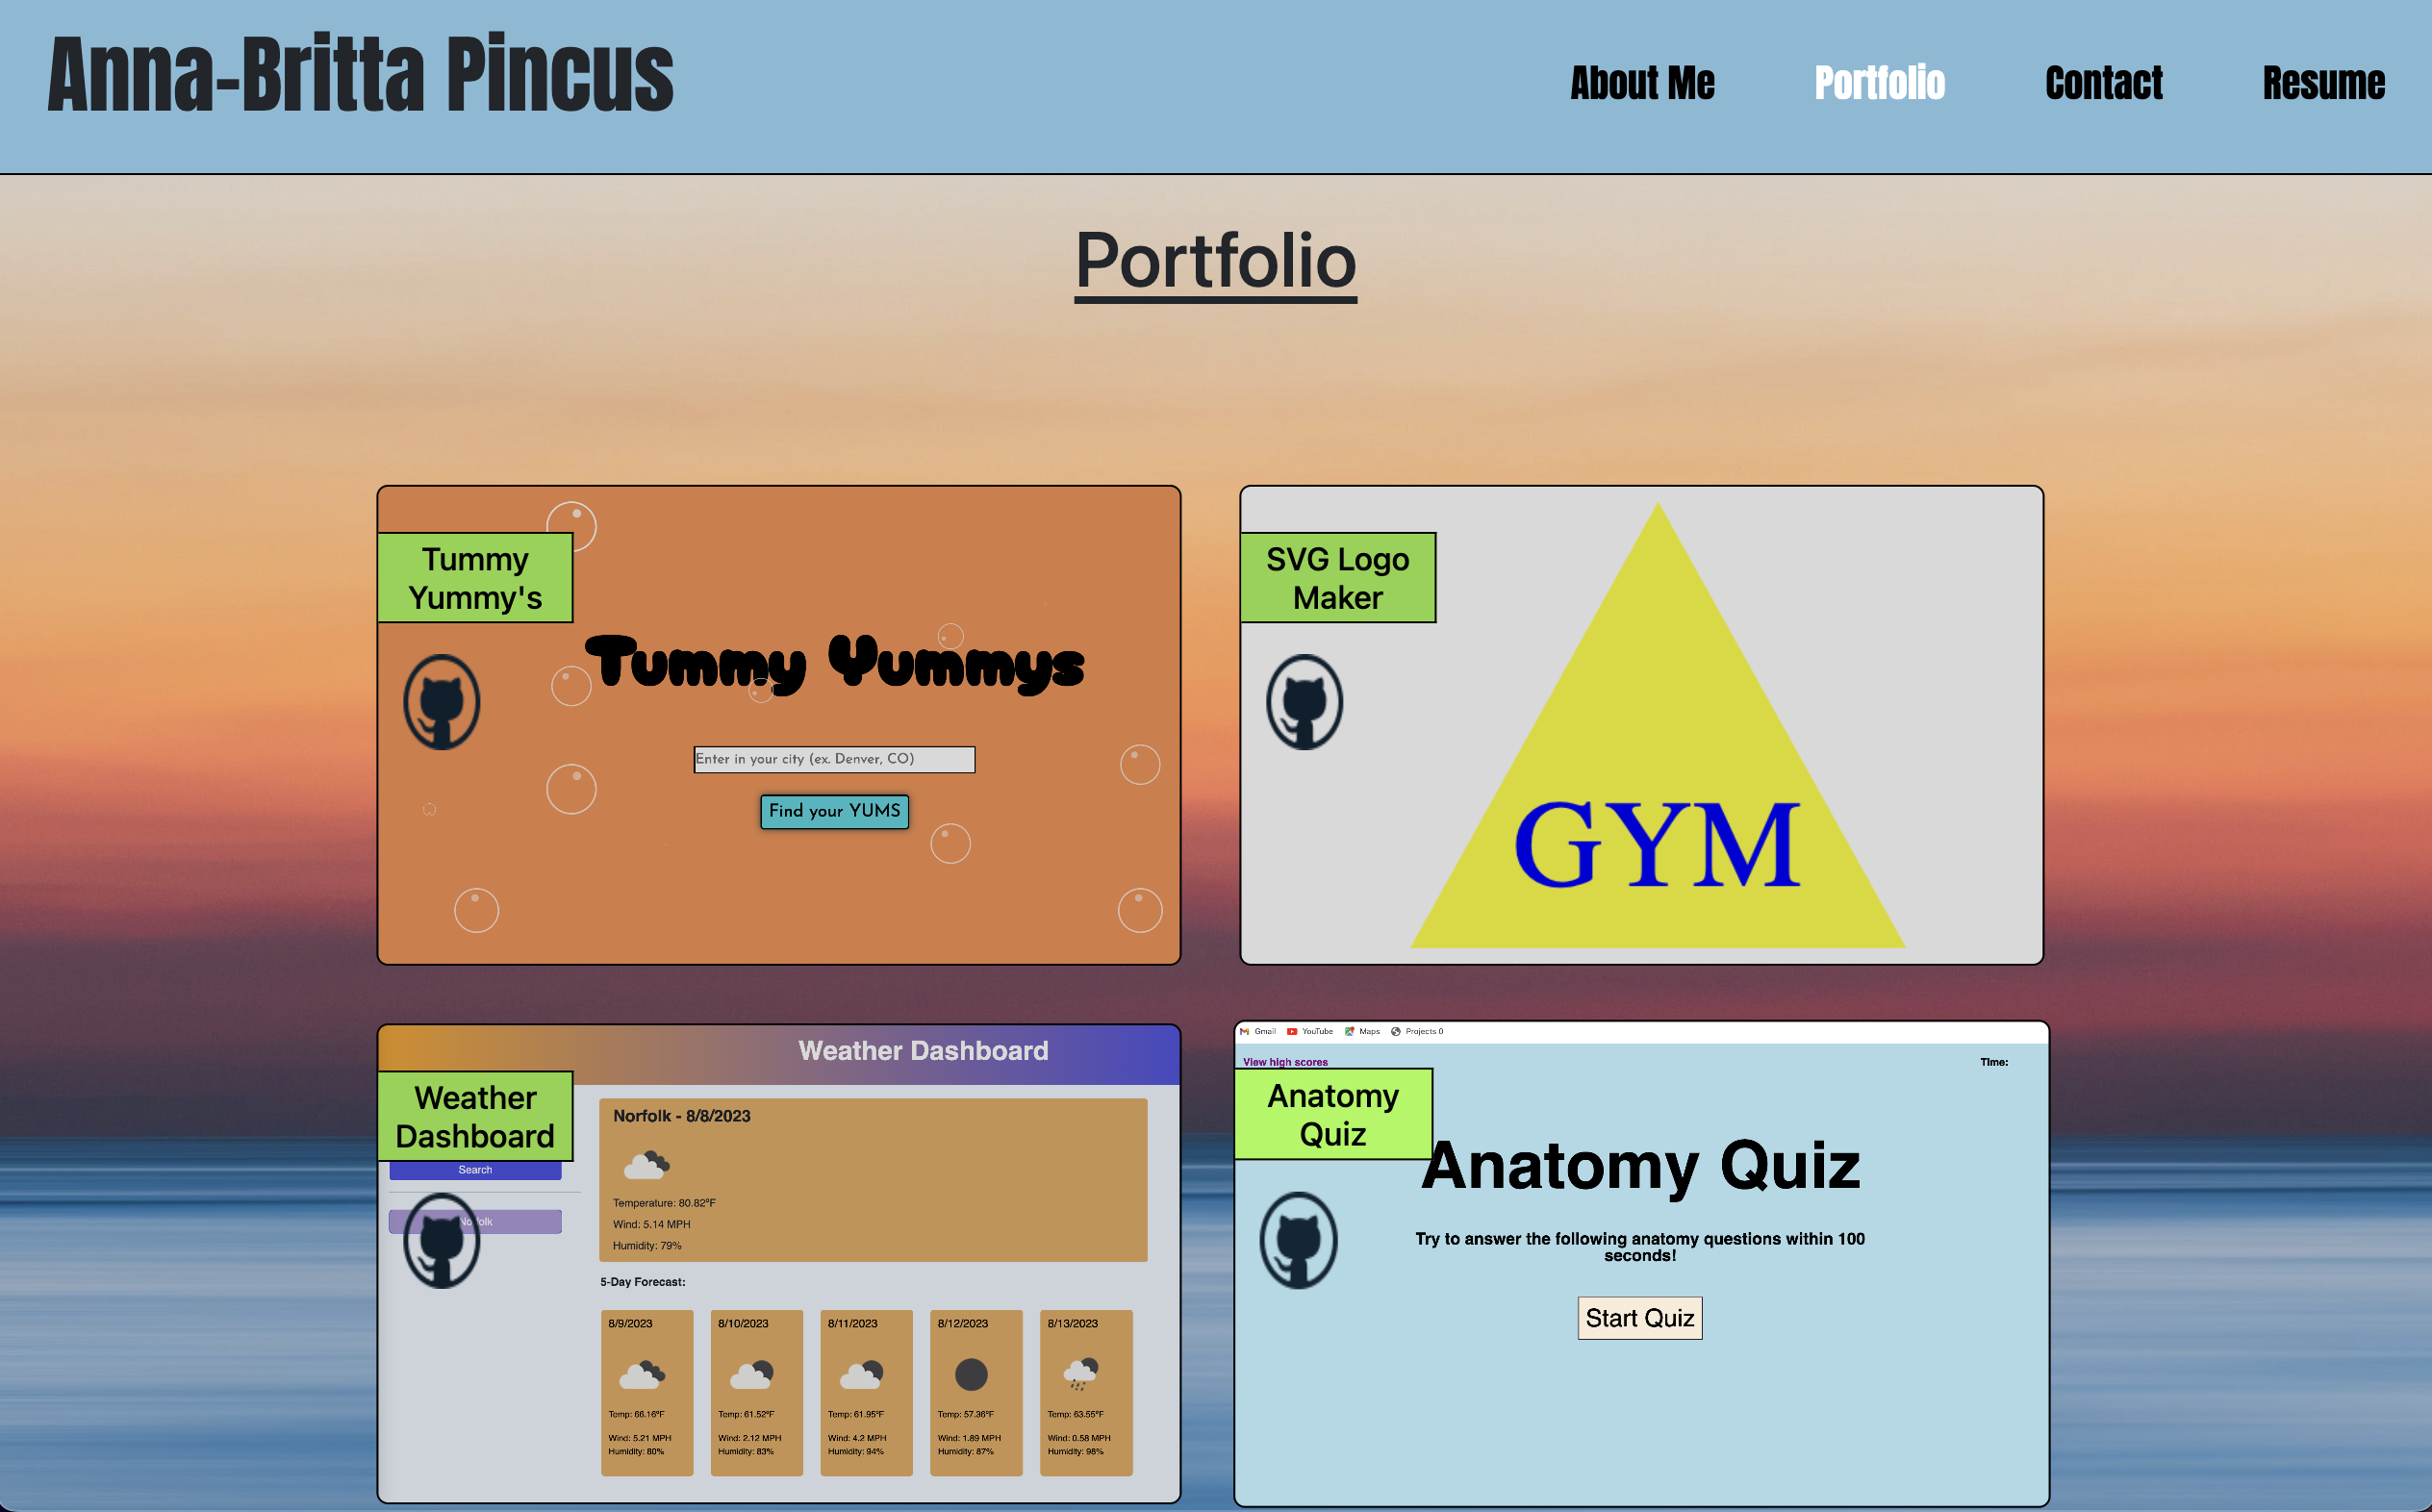 Anna-Britta Pincus
About Me
Portfolio
Contact
Resume
Portfolio
Tummy
Yummy's
Tummy Yummys
Enter in your city (ex. Denver, CO)
Find your YUMS
SVG Logo
Maker
GYM
Weather Dashboard
Weather
Dashboard
Search
Norfolk
Norfolk - 8/8/2023
Temperature: 80.82°F
Wind: 5.14 MPH
Humidity: 79%
5-Day Forecast:
8/9/2023
Temp: 66.16°F
Wind: 5.21 MPH
Humidity: 80%
8/10/2023
Temp: 61.52°F
Wind: 2.12 MPH
Humidity: 83%
8/11/2023
Temp: 61.95°F
Wind: 4.2 MPH
Humidity: 94%
8/12/2023
Temp: 57.36°F
Wind: 1.89 MPH
Humidity: 87%
8/13/2023
Temp: 63.55°F
Wind: 0.58 MPH
Humidity: 98%
Gmail
YouTube
Maps
Projects 0
View high scores
Time:
Anatomy
Quiz
Anatomy Quiz
Try to answer the following anatomy questions within 100
seconds!
Start Quiz